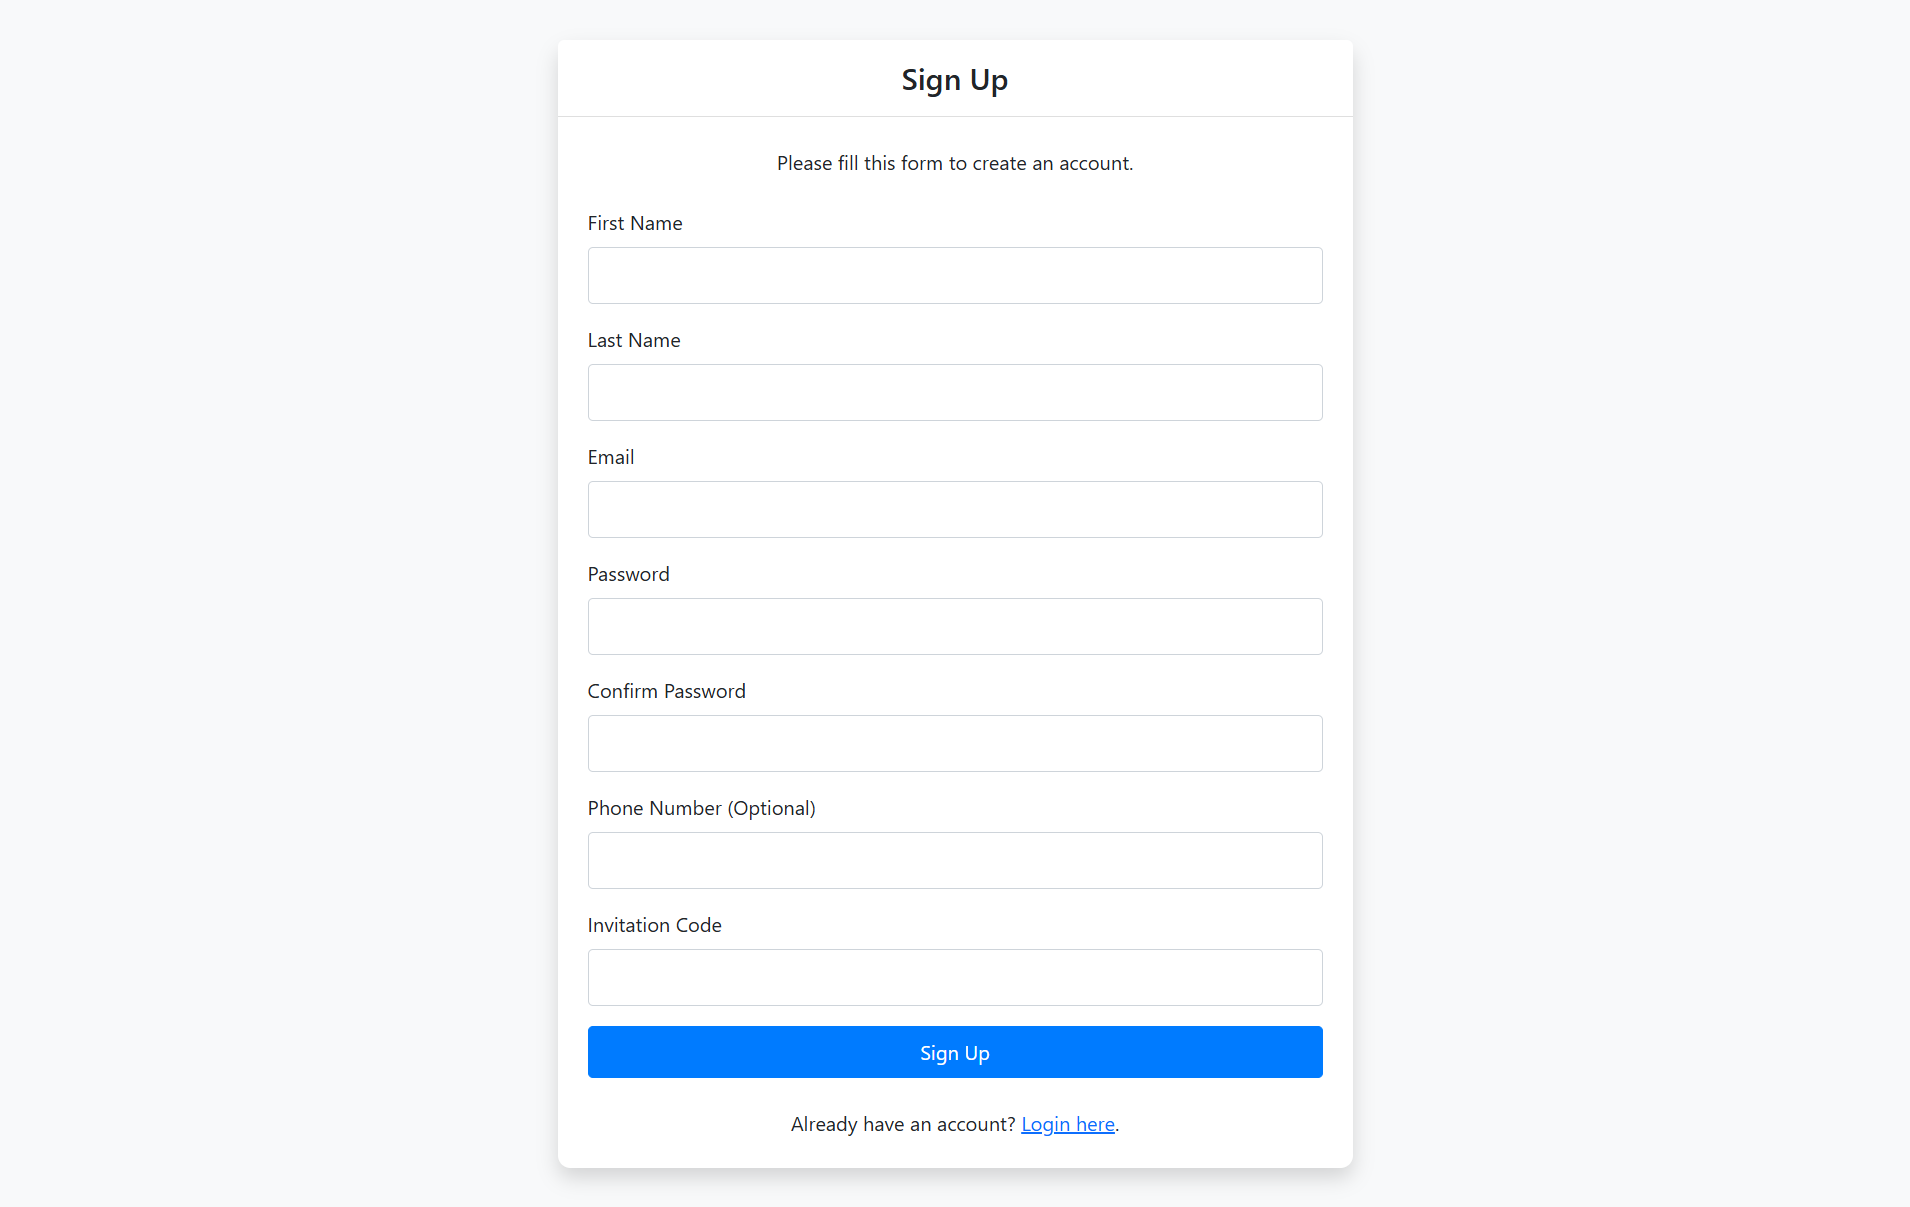 Sign Up
Please fill this form to create an account.
First Name
Last Name
Email
Password
Confirm Password
Phone Number (Optional)
Invitation Code
Sign Up
Already have an account? Login here.